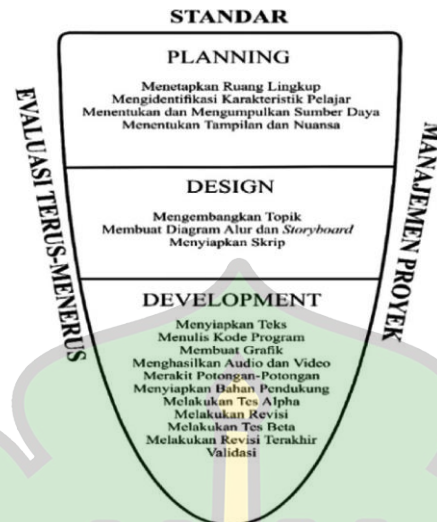 STANDAR
PLANNING
Menetapkan Ruang Lingkup
Mengidentifikasi Karakteristik Pelajar
Menentukan dan Mengumpulkan Sumber Daya
Menentukan Tampilan dan Nuansa
EVALUASI TERUS-MENERUS
MANAJEMEN PROYEK
DESIGN
Mengembangkan Topik
Membuat Diagram Alur dan Storyboard
Menyiapkan Skrip
DEVELOPMENT
Menyiapkan Teks
Menulis Kode Program
Membuat Grafik
Menghasilkan Audio dan Video
Merakit Potongan-Potongan
Menyiapkan Bahan Pendukung
Melakukan Tes Alpha
Melakukan Revisi
Melakukan Tes Beta
Melakukan Revisi Terakhir
Validasi